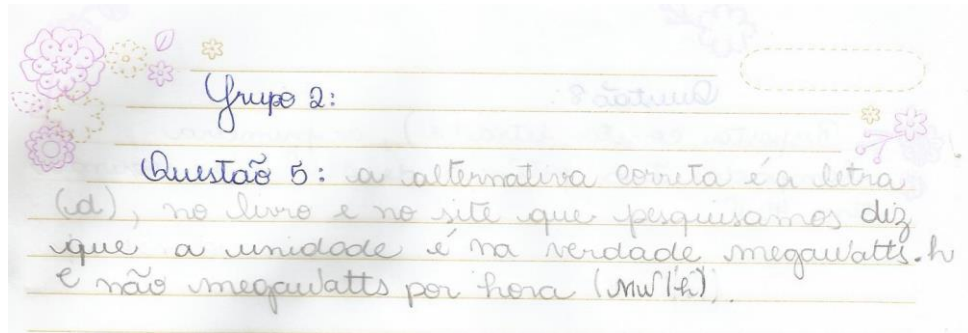 Grupo 2:
Questão 5: a alternativa correta é a letra
(d), no livro e no site que pesquisamos diz
que a unidade é na verdade megawatts.h
e não megawatts por hora (MW/h).